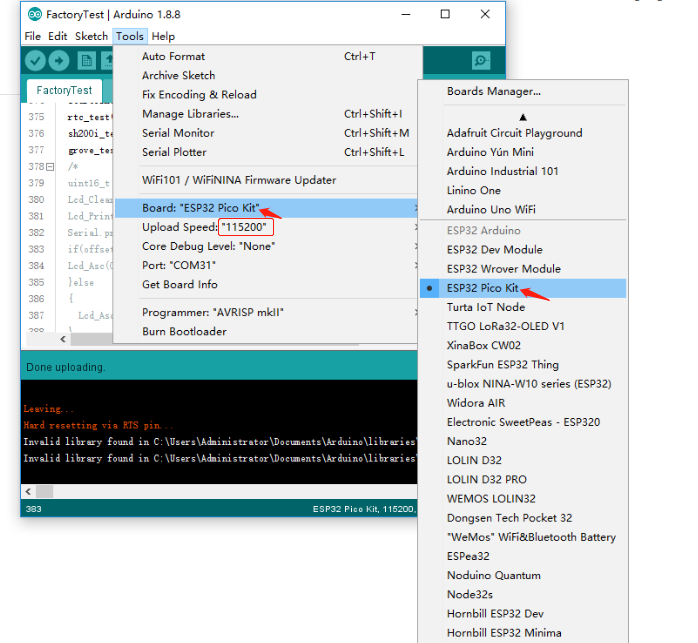 FactoryTest | Arduino 1.8.8
File Edit Sketch Tools Help
FactoryTest
375 rtc_test(
376 sh200i_te
377 grove_tes
378 /*
379 uint16_t
380 Lcd_Clear
381 Lcd_Print
382 Serial.pr
383 if(offset
384 Lcd_Asc(0
385 }else
386 {
387 Lcd_Asc
Auto Format Ctrl+T
Archive Sketch
Fix Encoding & Reload
Manage Libraries... Ctrl+Shift+I
Serial Monitor Ctrl+Shift+M
Serial Plotter Ctrl+Shift+L
WiFi101 / WiFiNINA Firmware Updater
Board: "ESP32 Pico Kit"
Upload Speed: "115200"
Core Debug Level: "None"
Port: "COM31"
Get Board Info
Programmer: "AVRISP mkII"
Burn Bootloader
Boards Manager...
Adafruit Circuit Playground
Arduino Yún Mini
Arduino Industrial 101
Linino One
Arduino Uno WiFi
ESP32 Arduino
ESP32 Dev Module
ESP32 Wrover Module
ESP32 Pico Kit
Turta IoT Node
TTGO LoRa32-OLED V1
XinaBox CW02
SparkFun ESP32 Thing
u-blox NINA-W10 series (ESP32)
Widora AIR
Electronic SweetPeas - ESP320
Nano32
LOLIN D32
LOLIN D32 PRO
WEMOS LOLIN32
Dongsen Tech Pocket 32
"WeMos" WiFi&Bluetooth Battery
ESPea32
Noduino Quantum
Node32s
Hornbill ESP32 Dev
Hornbill ESP32 Minima
Done uploading.
Leaving...
Hard resetting via RTS pin...
Invalid library found in C:\Users\Administrator\Documents\Arduino\libraries
Invalid library found in C:\Users\Administrator\Documents\Arduino\libraries
383 ESP32 Pico Kit, 115200,